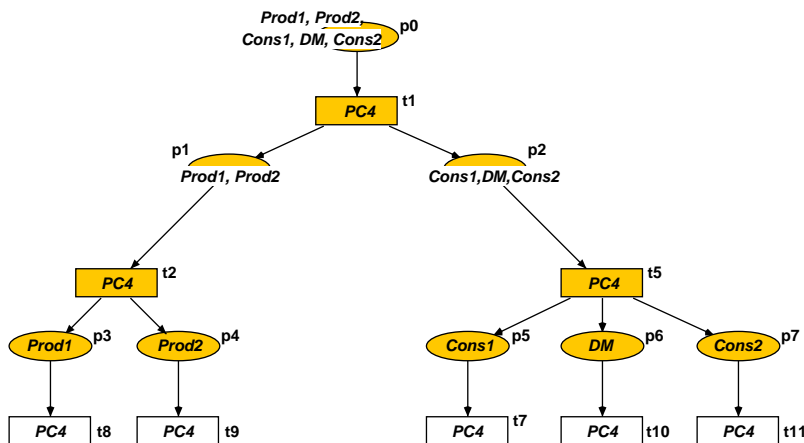 Prod1, Prod2,
p0
Cons1, DM, Cons2
PC4
t1
p1
p2
Prod1, Prod2
Cons1,DM,Cons2
PC4
t2
PC4
t5
Prod1
p3
Prod2
p4
Cons1
p5
DM
p6
Cons2
p7
PC4
t8
PC4
t9
PC4
t7
PC4
t10
PC4
t11